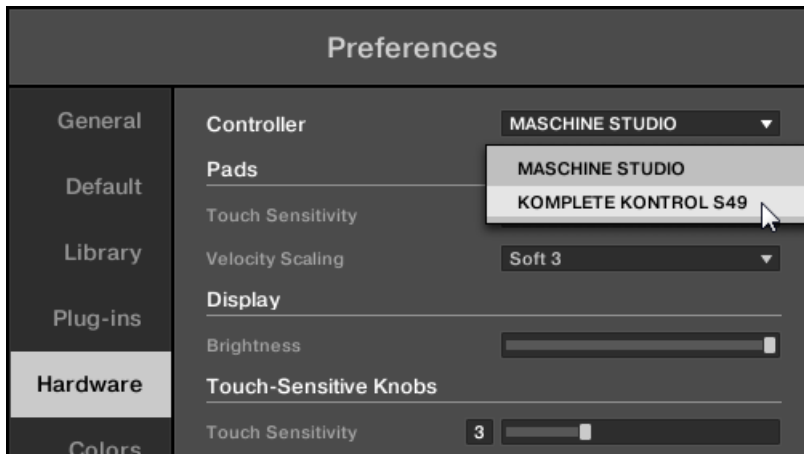 Preferences
General
Default
Library
Plug-ins
Hardware
Colors
Controller
MASCHINE STUDIO
MASCHINE STUDIO
KOMPLETE KONTROL S49
Pads
Touch Sensitivity
Velocity Scaling
Soft 3
Display
Brightness
Touch-Sensitive Knobs
Touch Sensitivity
3